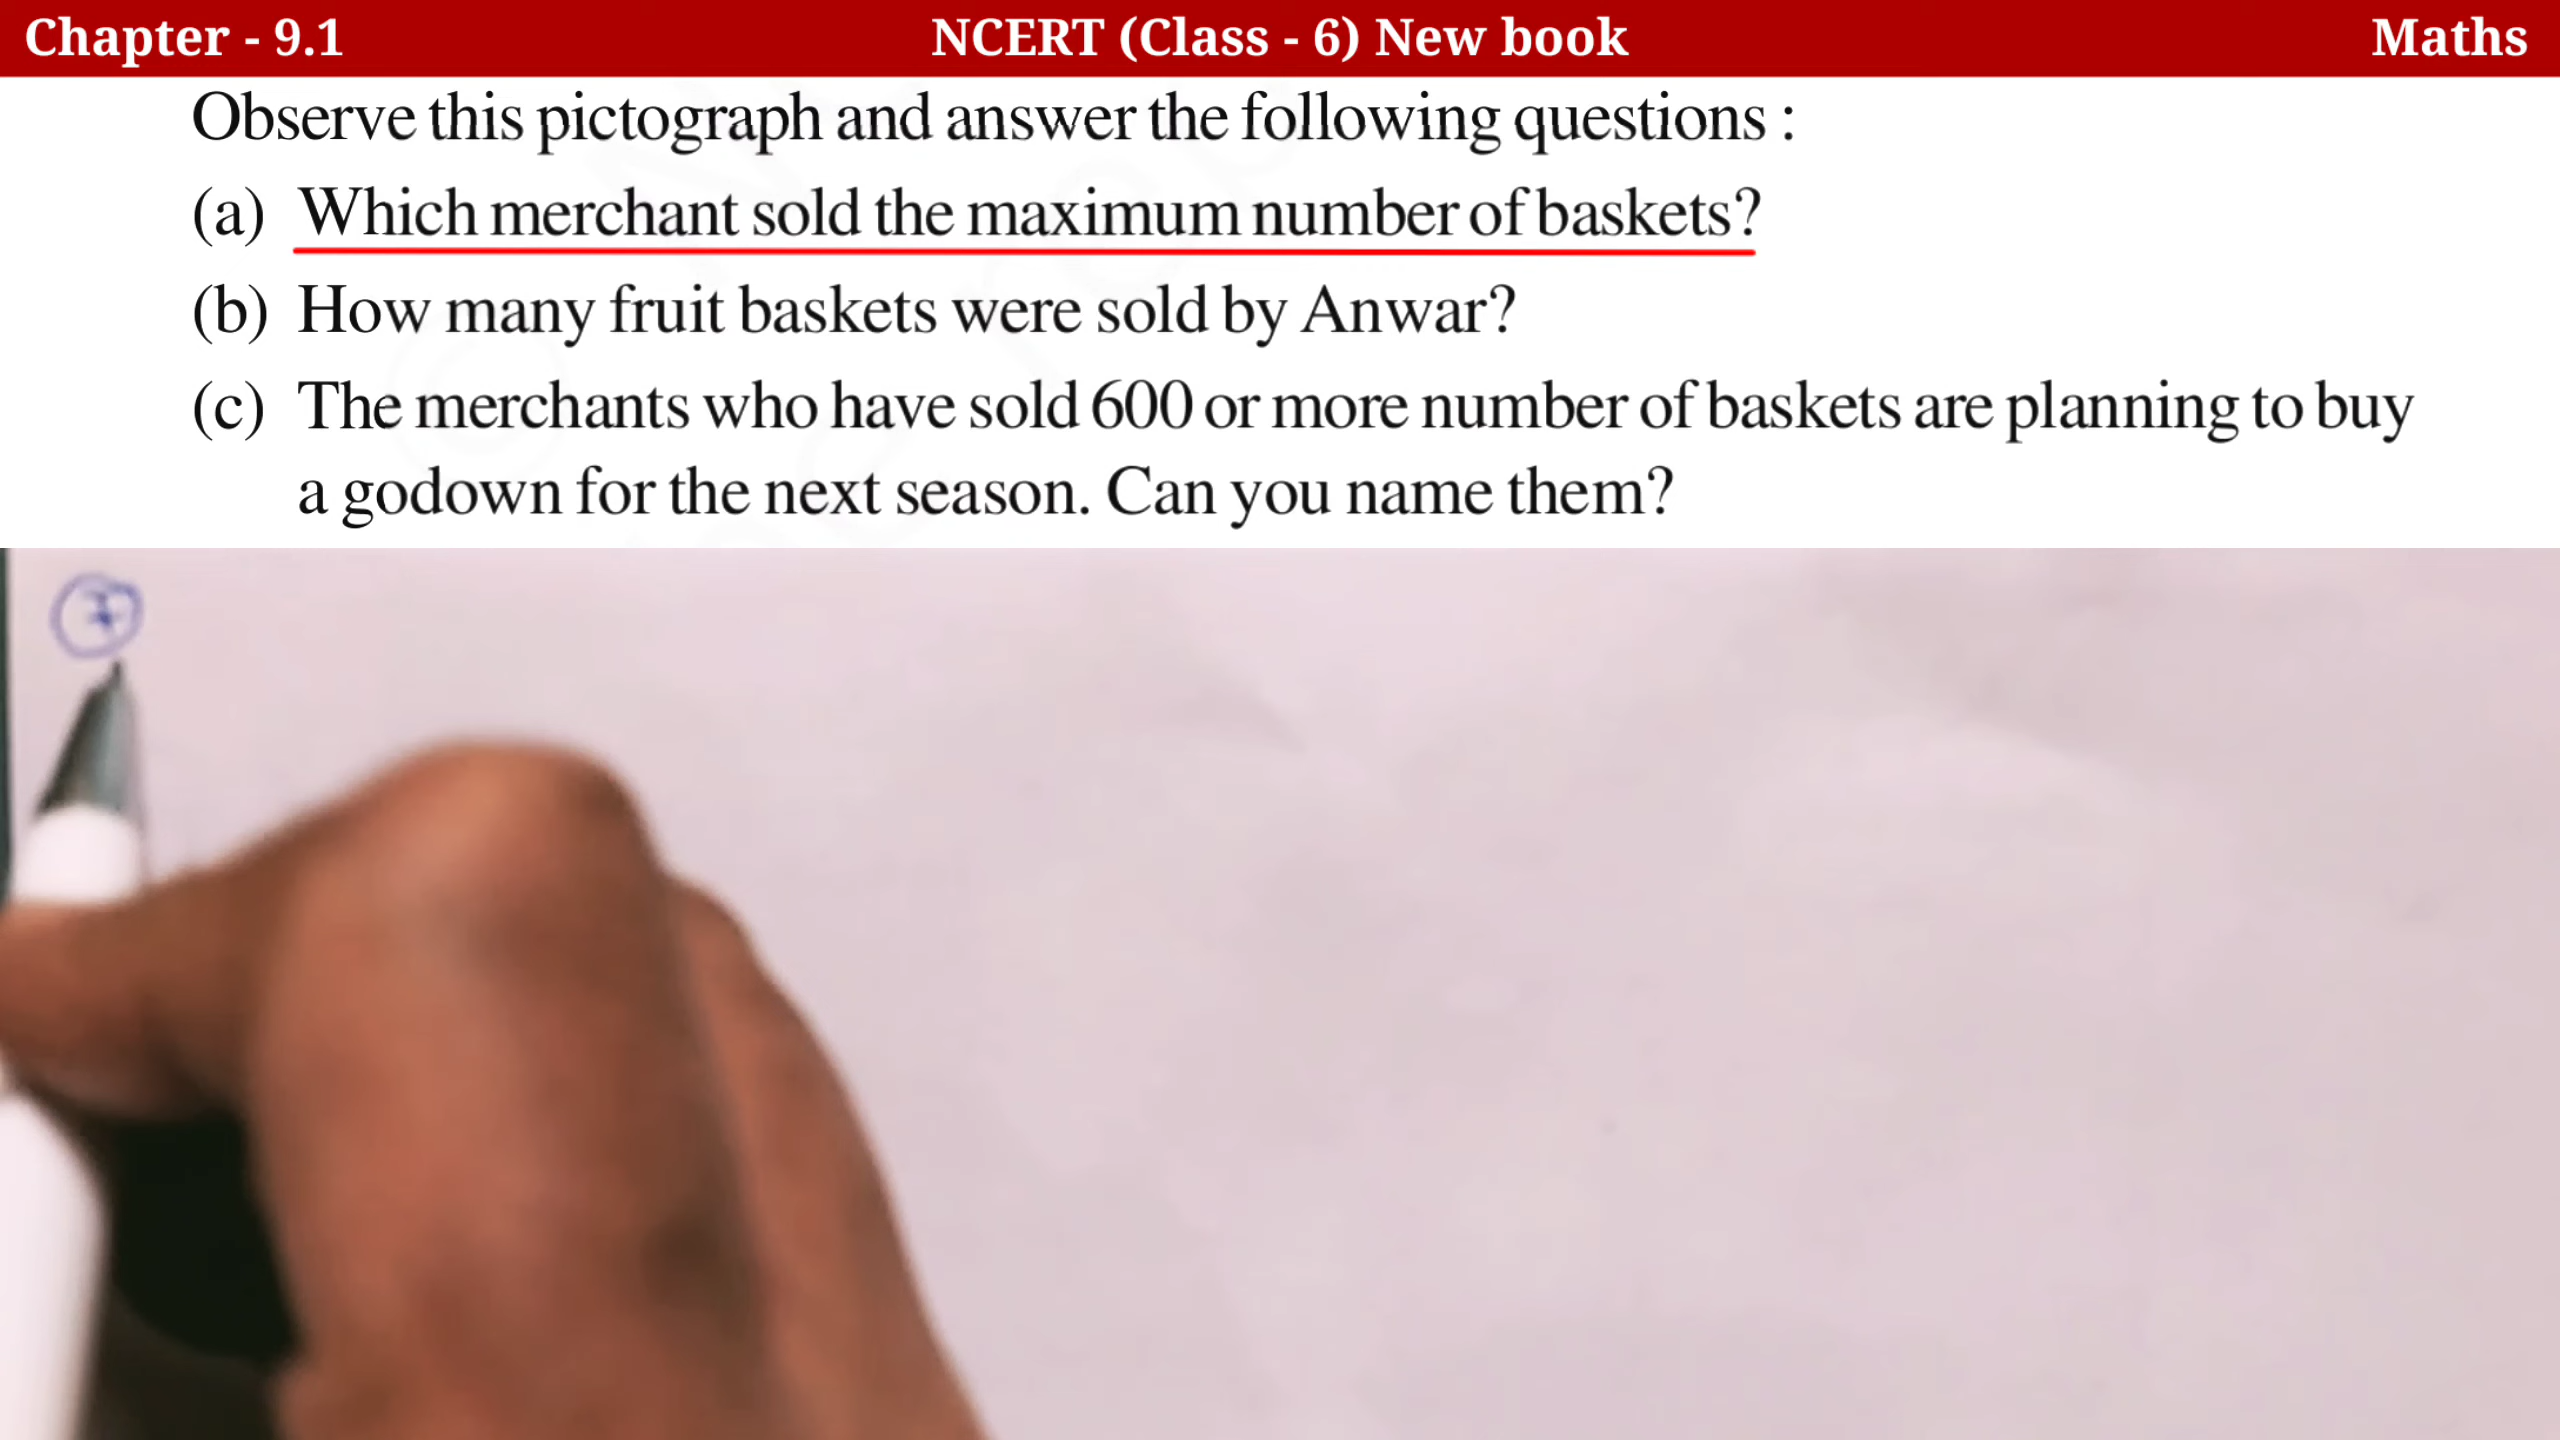 Chapter - 9.1 NCERT (Class - 6) New book Maths
Observe this pictograph and answer the following questions :
(a) Which merchant sold the maximum number of baskets?
(b) How many fruit baskets were sold by Anwar?
(c) The merchants who have sold 600 or more number of baskets are planning to buy
a godown for the next season. Can you name them?